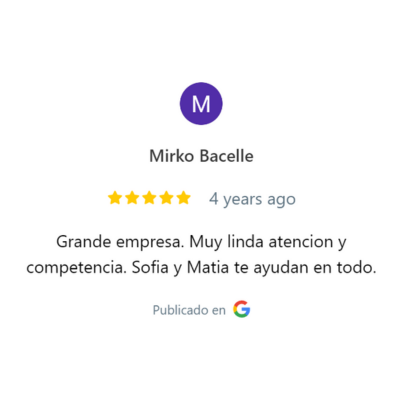 M
Mirko Bacelle
4 years ago
Grande empresa. Muy linda atencion y
competencia. Sofia y Matia te ayudan en todo.
Publicado en